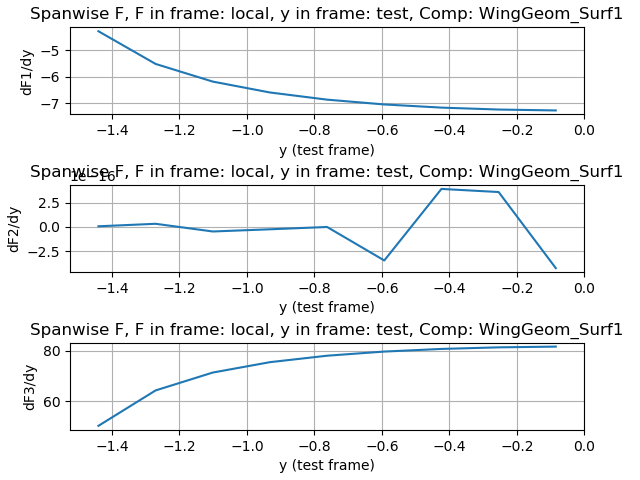 Spanwise F, F in frame: local, y in frame: test, Comp: WingGeom_Surf1
dF1/dy
−5
−6
−7
−1.4 −1.2 −1.0 −0.8 −0.6 −0.4 −0.2 0.0
y (test frame)
Spanwise F, F in frame: local, y in frame: test, Comp: WingGeom_Surf1
1e−16
dF2/dy
2.5
0.0
−2.5
−1.4 −1.2 −1.0 −0.8 −0.6 −0.4 −0.2 0.0
y (test frame)
Spanwise F, F in frame: local, y in frame: test, Comp: WingGeom_Surf1
dF3/dy
80
60
−1.4 −1.2 −1.0 −0.8 −0.6 −0.4 −0.2 0.0
y (test frame)